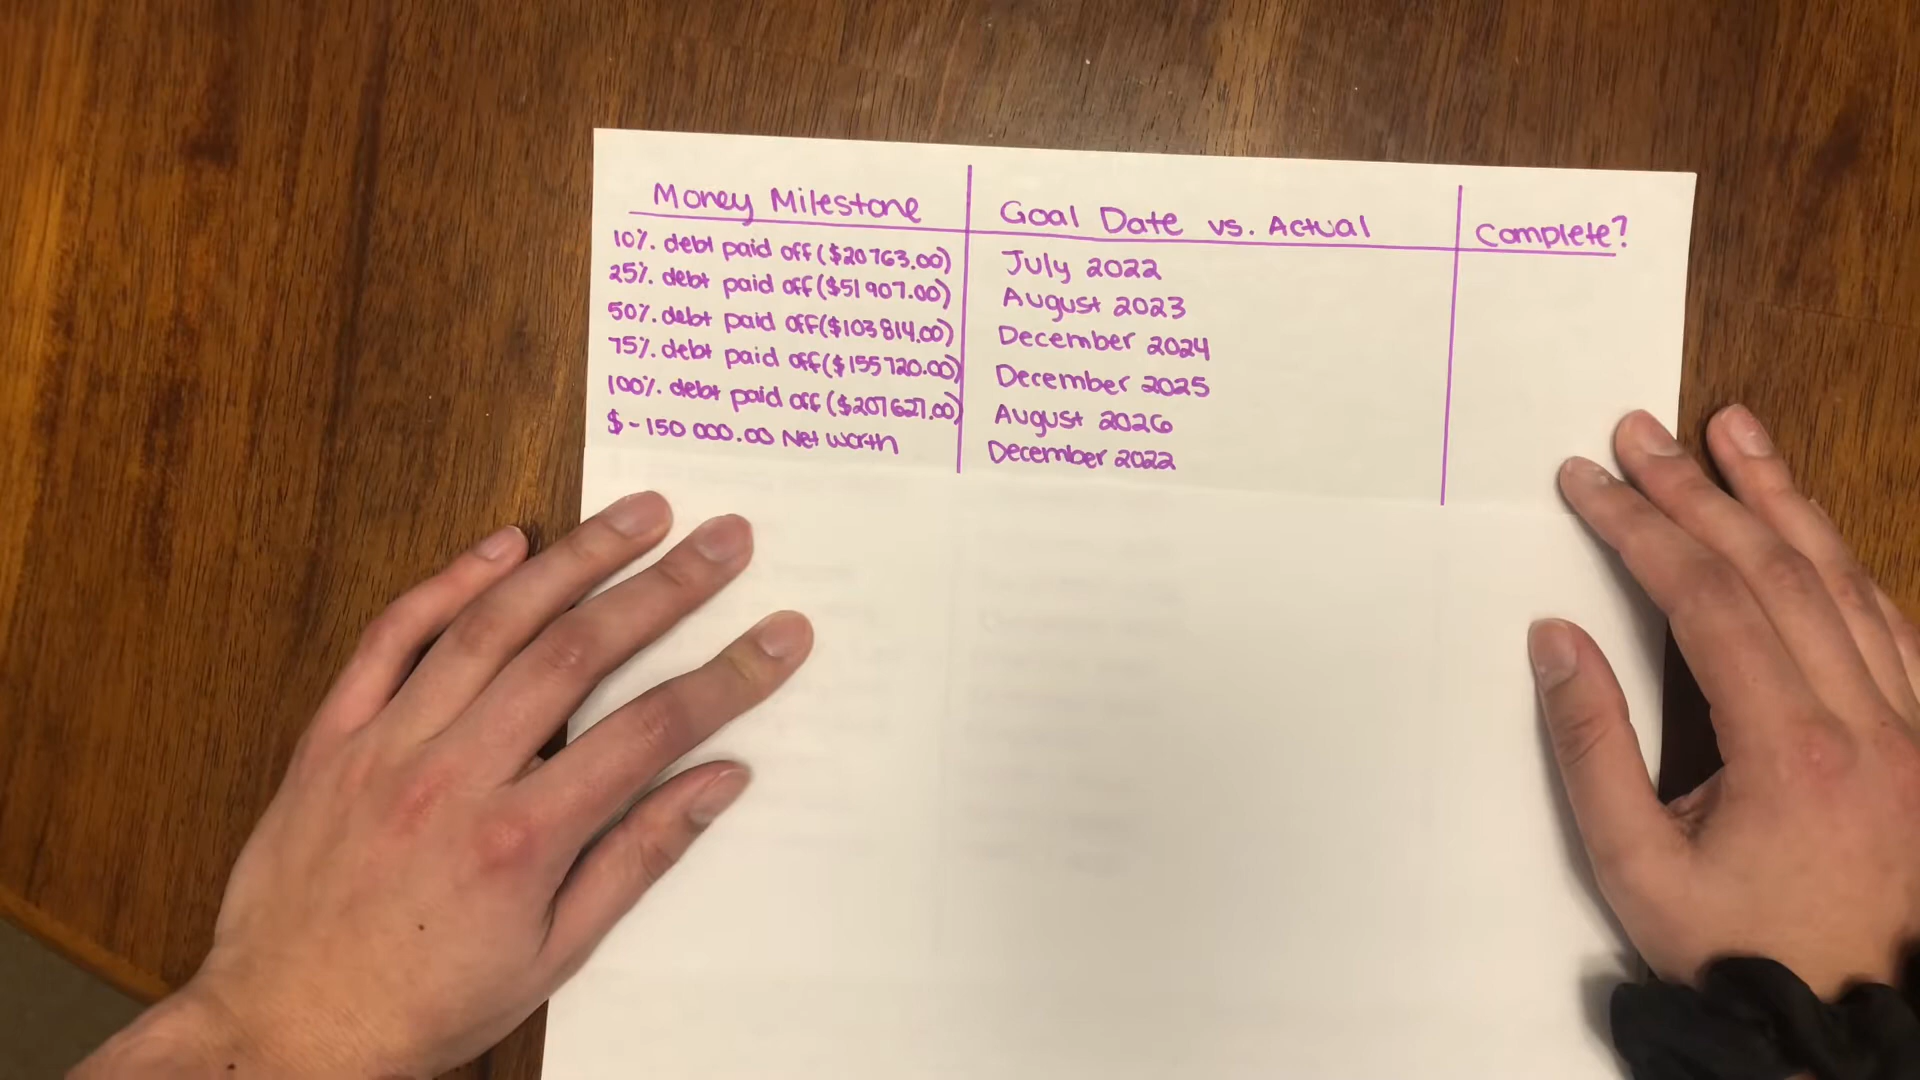 Money Milestone | Goal Date vs. Actual | Complete?
10% debt paid off ($20763.00) | July 2022
25% debt paid off ($51907.00) | August 2023
50% debt paid off ($103814.00) | December 2024
75% debt paid off ($155720.00) | December 2025
100% debt paid off ($207627.00) | August 2026
$-150 000.00 Net Worth | December 2022